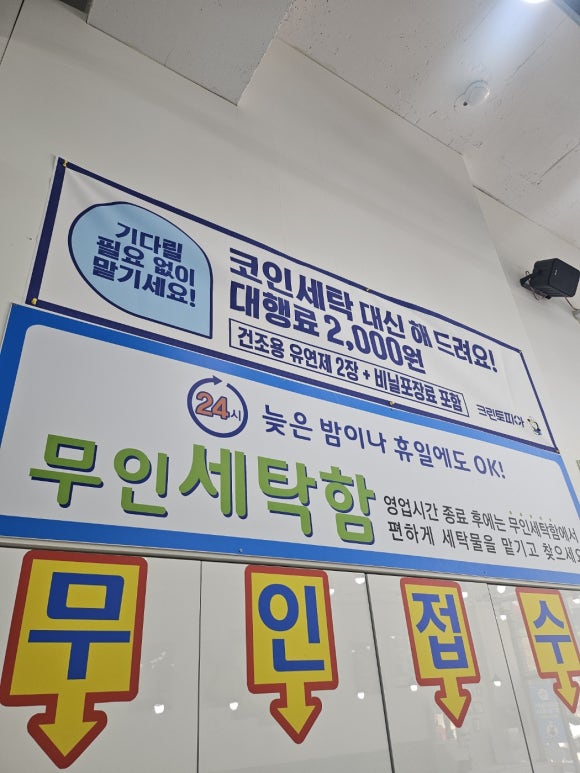 기다릴
필요 없이
맡기세요!
코인세탁 대신 해 드려요!
대행료 2,000원
건조용 유연제 2장 + 비닐포장료 포함
크린토피아
24시 늦은 밤이나 휴일에도 OK!
무인세탁함
영업시간 종료 후에는 무인세탁함에서
편하게 세탁물을 맡기고 찾으세요
무인접수